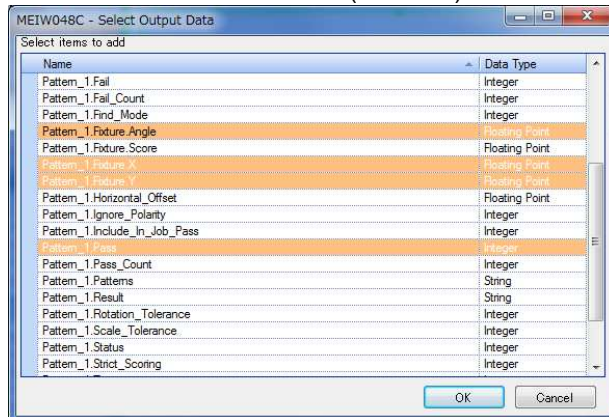 MEIW048C - Select Output Data
Select items to add
Name Data Type
Pattern_1.Fail Integer
Pattern_1.Fail_Count Integer
Pattern_1.Find_Mode Integer
Pattern_1.Fixture.Angle Floating Point
Pattern_1.Fixture.Score Floating Point
Pattern_1.Fixture.X Floating Point
Pattern_1.Fixture.Y Floating Point
Pattern_1.Horizontal_Offset Floating Point
Pattern_1.Ignore_Polarity Integer
Pattern_1.Include_In_Job_Pass Integer
Pattern_1.Pass Integer
Pattern_1.Pass_Count Integer
Pattern_1.Patterns String
Pattern_1.Result String
Pattern_1.Rotation_Tolerance Integer
Pattern_1.Scale_Tolerance Integer
Pattern_1.Status Integer
Pattern_1.Strict_Scoring Integer
OK Cancel